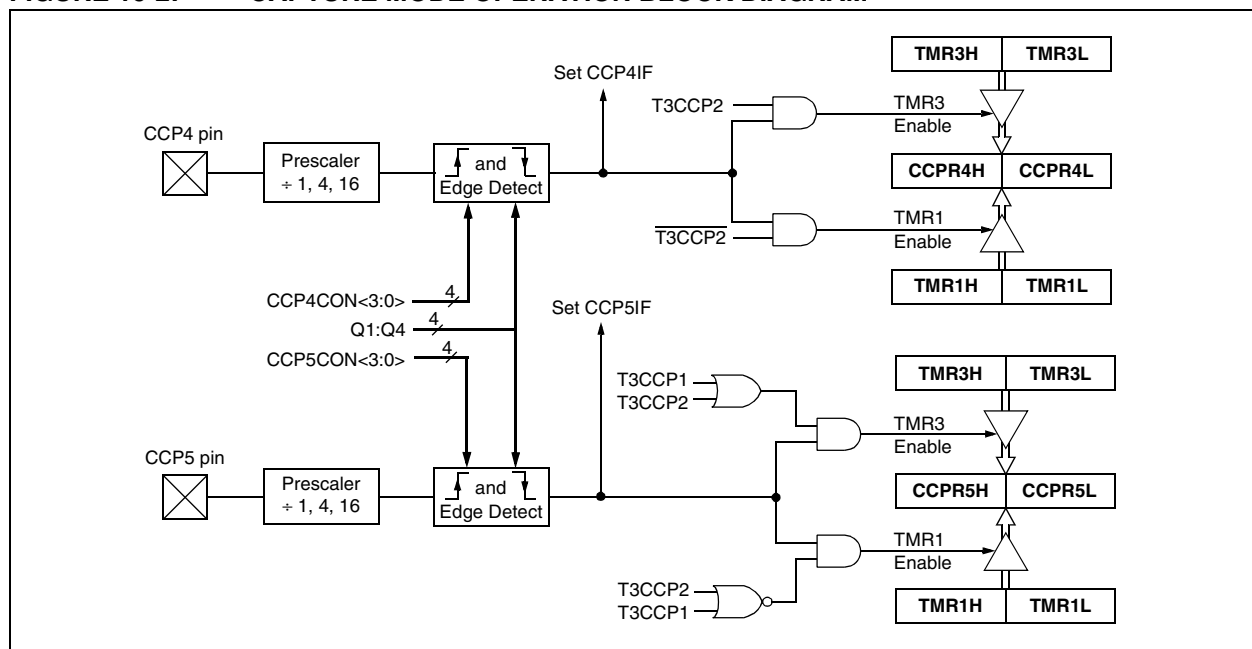 TMR3H TMR3L
Set CCP4IF
T3CCP2
TMR3
Enable
CCP4 pin
Prescaler
÷ 1, 4, 16
and
Edge Detect
CCPR4H CCPR4L
TMR1
Enable
T3CCP2
TMR1H TMR1L
CCP4CON<3:0> 4
Q1:Q4 4
CCP5CON<3:0> 4
Set CCP5IF
TMR3H TMR3L
T3CCP1
T3CCP2
TMR3
Enable
CCP5 pin
Prescaler
÷ 1, 4, 16
and
Edge Detect
CCPR5H CCPR5L
TMR1
Enable
T3CCP2
T3CCP1
TMR1H TMR1L